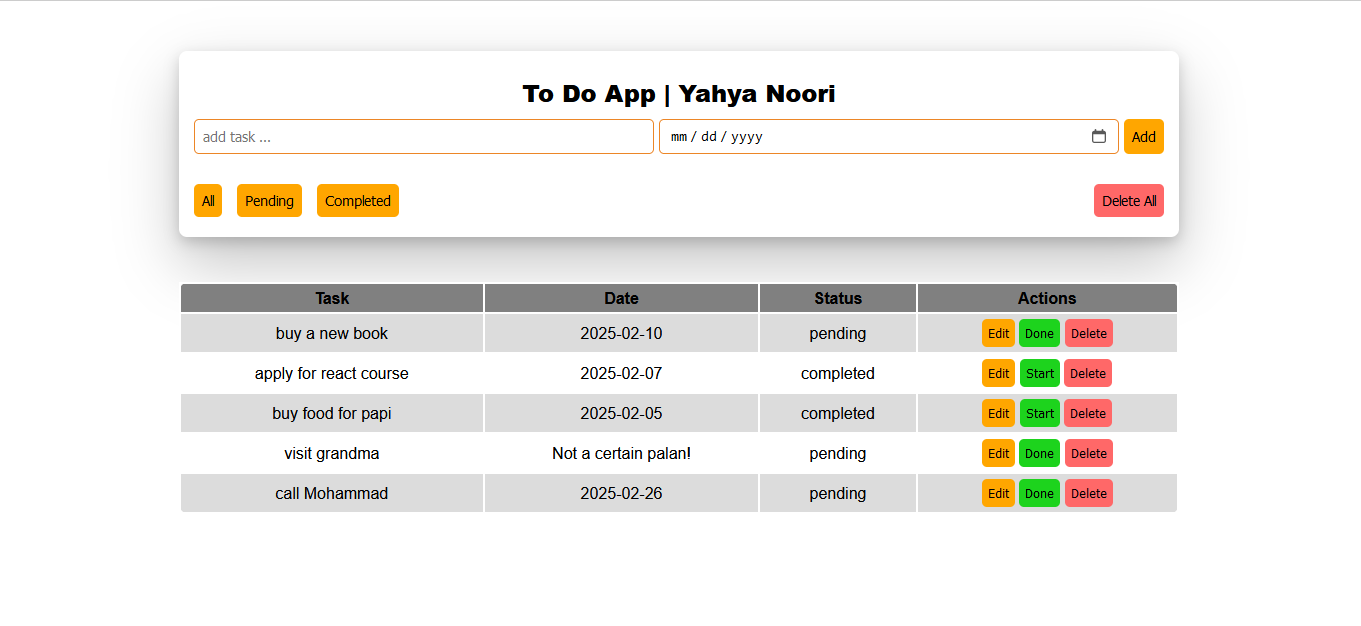 To Do App | Yahya Noori
add task ... mm / dd / yyyy Add
All Pending Completed Delete All
Task Date Status Actions
buy a new book 2025-02-10 pending Edit Done Delete
apply for react course 2025-02-07 completed Edit Start Delete
buy food for papi 2025-02-05 completed Edit Start Delete
visit grandma Not a certain palan! pending Edit Done Delete
call Mohammad 2025-02-26 pending Edit Done Delete